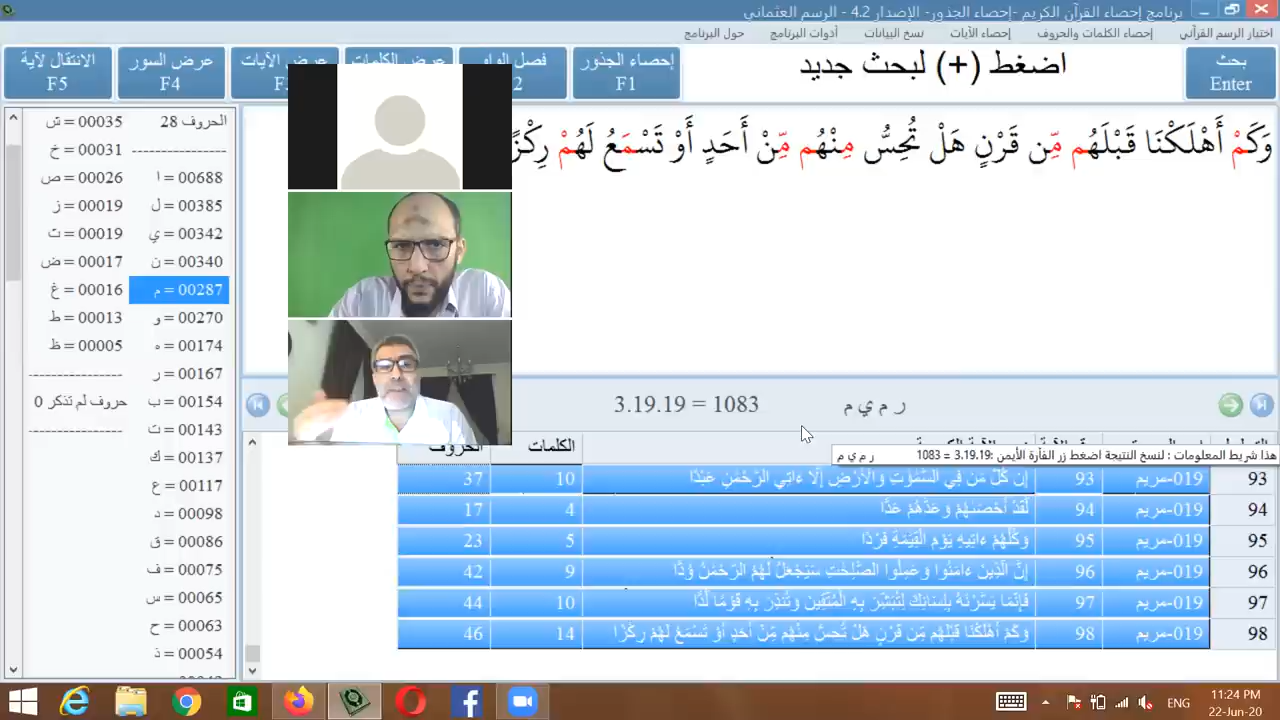 برنامج إحصاء القرآن الكريم -إحصاء الجذور- الإصدار 4.2 - الرسم العثماني
اختبار الرسم القرآني إحصاء الكلمات والحروف إحصاء الآيات نسخ البيانات أدوات البرنامج حول البرنامج
بحث
Enter
اضغط (+) لبحث جديد
إحصاء الجذور
F1
فصل الواو
2
عرض الكلمات
عرض الآيات
عرض السور
F4
الانتقال لآية
F5
وَكَمْ أَهْلَكْنَا قَبْلَهُم مِّن قَرْنٍ هَلْ تُحِسُّ مِنْهُم مِّنْ أَحَدٍ أَوْ تَسْمَعُ لَهُمْ رِكْزًا
الحروف 28
----------------
ا = 00688
ل = 00385
ي = 00342
ن = 00340
م = 00287
و = 00270
ه = 00174
ر = 00167
ب = 00154
ت = 00143
ك = 00137
ع = 00117
د = 00098
ق = 00086
ف = 00075
س = 00065
ح = 00063
ذ = 00054
ش = 00035
خ = 00031
ص = 00026
ز = 00019
ث = 00019
ض = 00017
غ = 00016
ط = 00013
ظ = 00005
----------------
حروف لم تذكر 0
----------------
ر م ي م
3.19.19 = 1083
هذا شريط المعلومات : لنسخ النتيجة اضغط زر الفأرة الأيمن :3.19.19 = 1083 ر م ي م
الكلمات الحروف
93 019-مريم 93 إِن كُلُّ مَن فِي السَّمَٰوَٰتِ وَالْأَرْضِ إِلَّا ءَاتِي الرَّحْمَٰنِ عَبْدًا 10 37
94 019-مريم 94 لَّقَدْ أَحْصَىٰهُمْ وَعَدَّهُمْ عَدًّا 4 17
95 019-مريم 95 وَكُلُّهُمْ ءَاتِيهِ يَوْمَ الْقِيَٰمَةِ فَرْدًا 5 23
96 019-مريم 96 إِنَّ الَّذِينَ ءَامَنُوا وَعَمِلُوا الصَّٰلِحَٰتِ سَيَجْعَلُ لَهُمُ الرَّحْمَٰنُ وُدًّا 9 42
97 019-مريم 97 فَإِنَّمَا يَسَّرْنَٰهُ بِلِسَانِكَ لِتُبَشِّرَ بِهِ الْمُتَّقِينَ وَتُنذِرَ بِهِ قَوْمًا لُّدًّا 10 44
98 019-مريم 98 وَكَمْ أَهْلَكْنَا قَبْلَهُم مِّن قَرْنٍ هَلْ تُحِسُّ مِنْهُم مِّنْ أَحَدٍ أَوْ تَسْمَعُ لَهُمْ رِكْزًا 14 46
ENG
11:24 PM
22-Jun-20